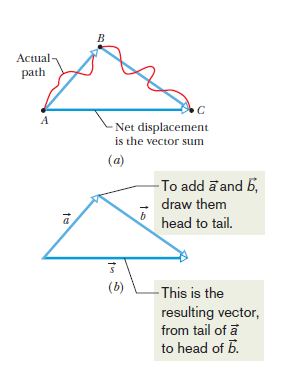 B
Actual
path
A
C
Net displacement
is the vector sum
(a)
To add a⃗ and b⃗,
draw them
head to tail.
a⃗
b⃗
s⃗
(b)
This is the
resulting vector,
from tail of a⃗
to head of b⃗.